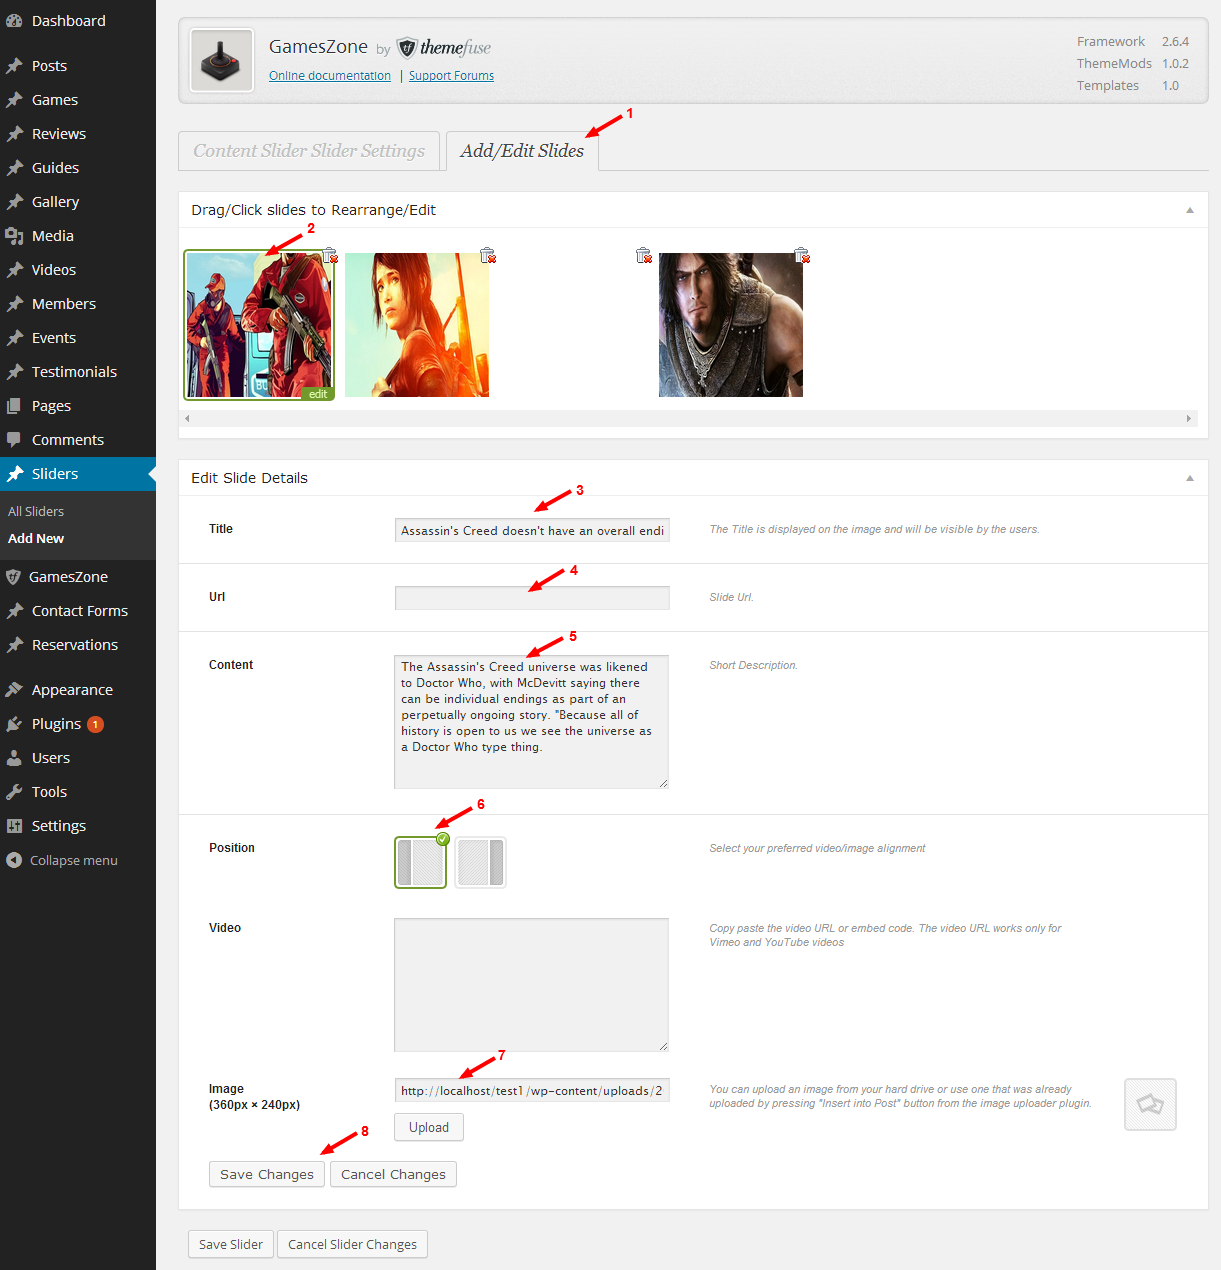 Dashboard
Posts
Games
Reviews
Guides
Gallery
Media
Videos
Members
Events
Testimonials
Pages
Comments
Sliders
All Sliders
Add New
GamesZone
Contact Forms
Reservations
Appearance
Plugins 1
Users
Tools
Settings
Collapse menu
GamesZone by themefuse
Online documentation | Support Forums
Framework 2.6.4
ThemeMods 1.0.2
Templates 1.0
1
Content Slider Slider Settings
Add/Edit Slides
Drag/Click slides to Rearrange/Edit
2
edit
Edit Slide Details
3
Title
Assassin's Creed doesn't have an overall endi
The Title is displayed on the image and will be visible by the users.
4
Url
Slide Url.
5
Content
The Assassin's Creed universe was likened
to Doctor Who, with McDevitt saying there
can be individual endings as part of an
perpetually ongoing story. "Because all of
history is open to us we see the universe as
a Doctor Who type thing.
Short Description.
6
Position
Select your preferred video/image alignment
Video
Copy paste the video URL or embed code. The video URL works only for
Vimeo and YouTube videos
7
Image
(360px × 240px)
http://localhost/test1/wp-content/uploads/2
Upload
You can upload an image from your hard drive or use one that was already
uploaded by pressing "Insert into Post" button from the image uploader plugin.
8
Save Changes
Cancel Changes
Save Slider
Cancel Slider Changes